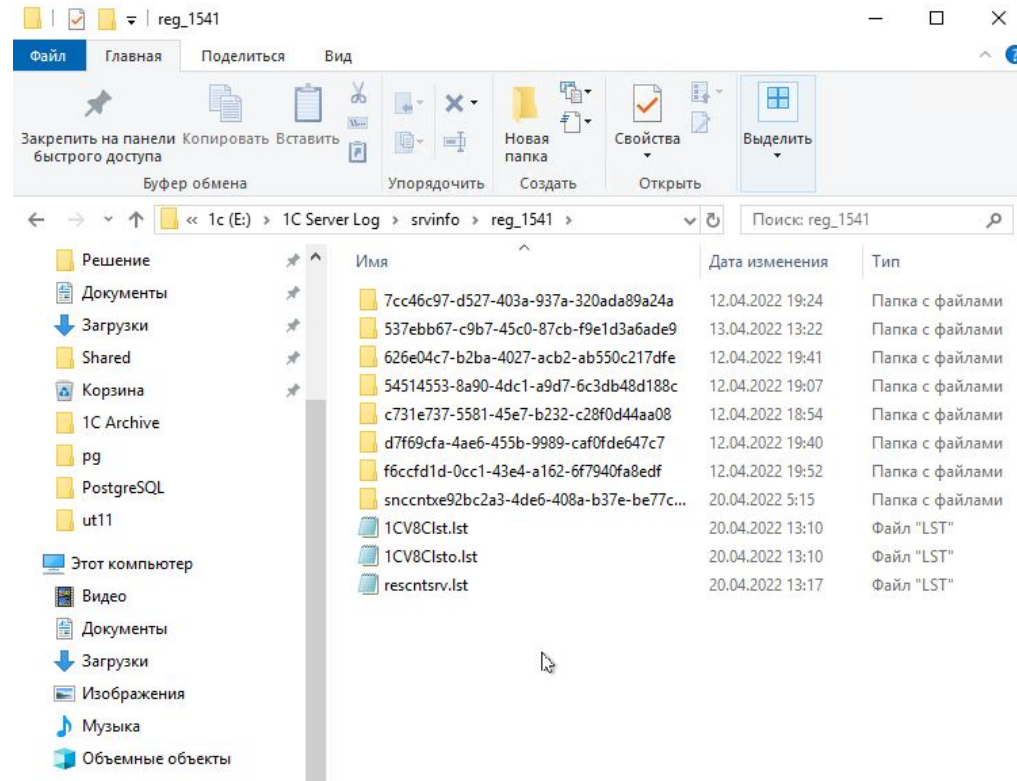 reg_1541
Файл Главная Поделиться Вид
Закрепить на панели быстрого доступа
Копировать
Вставить
Новая папка
Свойства
Выделить
Буфер обмена Упорядочить Создать Открыть
« 1c (E:) > 1C Server Log > srvinfo > reg_1541 >
Поиск: reg_1541
Решение
Документы
Загрузки
Shared
Корзина
1C Archive
pg
PostgreSQL
ut11
Этот компьютер
Видео
Документы
Загрузки
Изображения
Музыка
Объемные объекты
Имя Дата изменения Тип
7cc46c97-d527-403a-937a-320ada89a24a 12.04.2022 19:24 Папка с файлами
537ebb67-c9b7-45c0-87cb-f9e1d3a6ade9 13.04.2022 13:22 Папка с файлами
626e04c7-b2ba-4027-acb2-ab550c217dfe 12.04.2022 19:41 Папка с файлами
54514553-8a90-4dc1-a9d7-6c3db48d188c 12.04.2022 19:07 Папка с файлами
c731e737-5581-45e7-b232-c28f0d44aa08 12.04.2022 18:54 Папка с файлами
d7f69cfa-4ae6-455b-9989-caf0fde647c7 12.04.2022 19:40 Папка с файлами
f6ccfd1d-0cc1-43e4-a162-6f7940fa8edf 12.04.2022 19:52 Папка с файлами
snccntxe92bc2a3-4de6-408a-b37e-be77c... 20.04.2022 5:15 Папка с файлами
1CV8Clst.lst 20.04.2022 13:10 Файл "LST"
1CV8Clsto.lst 20.04.2022 13:10 Файл "LST"
rescntsrv.lst 20.04.2022 13:17 Файл "LST"